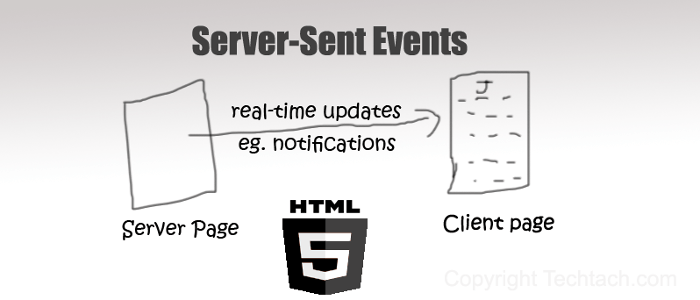 Server-Sent Events
J
real-time updates
eg. notifications
Server Page
Client page
HTML
5
Copyright Techtach.com